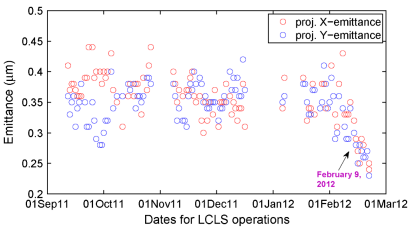 0.5
proj. X-emittance
proj. Y-emittance
0.45
0.4
0.35
0.3
0.25
0.2
Emittance (μm)
February 9,
2012
01Sep11 01Oct11 01Nov11 01Dec11 01Jan12 01Feb12 01Mar12
Dates for LCLS operations